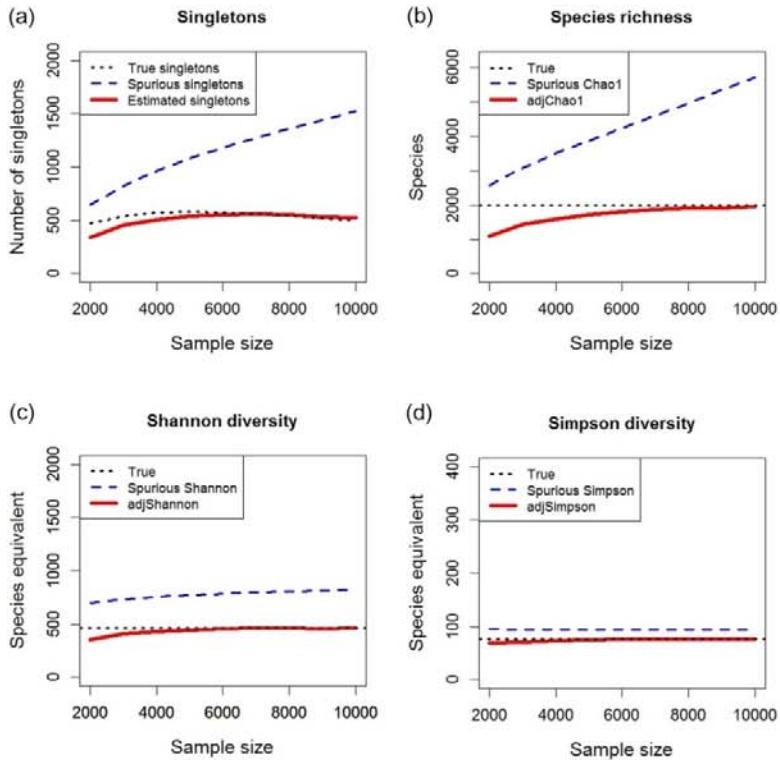 (a)
Singletons
Number of singletons
0 500 1000 1500 2000
True singletons
Spurious singletons
Estimated singletons
2000 4000 6000 8000 10000
Sample size
(b)
Species richness
Species
0 2000 4000 6000
True
Spurious Chao1
adjChao1
2000 4000 6000 8000 10000
Sample size
(c)
Shannon diversity
Species equivalent
0 500 1000 1500 2000
True
Spurious Shannon
adjShannon
2000 4000 6000 8000 10000
Sample size
(d)
Simpson diversity
Species equivalent
0 100 200 300 400
True
Spurious Simpson
adjSimpson
2000 4000 6000 8000 10000
Sample size